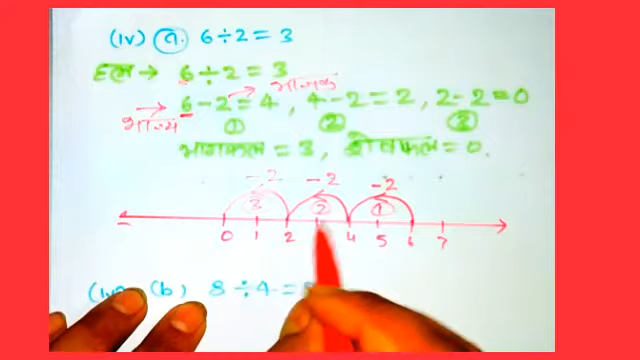 (iv) (a) 6÷2=3
हल → 6÷2=3
→ 6-2=4, 4-2=2, 2-2=0
भाजक
भाज्य ① ② ③
भागफल = 3, शेषफल = 0.
-2 -2 -2
③ ② ①
0 1 2 4 5 6 7
(b) 8÷4=